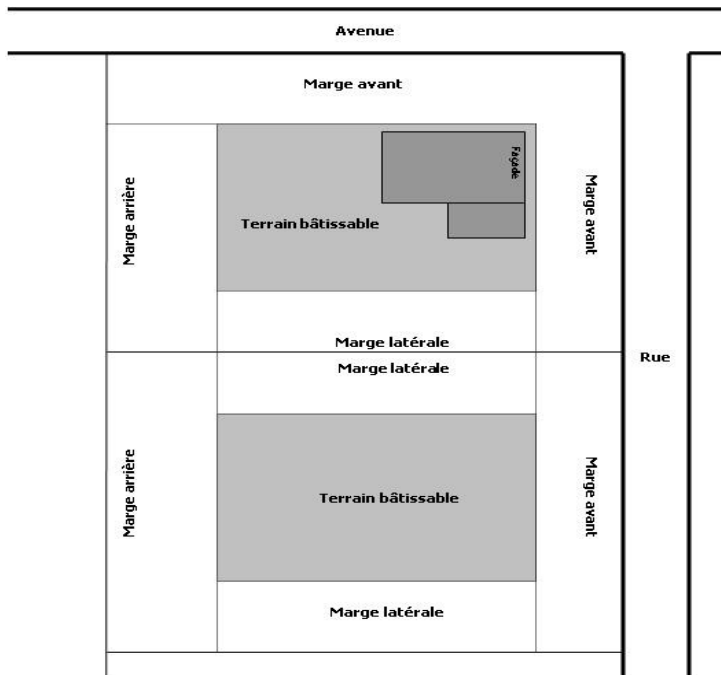 Avenue
Marge avant
Façade
Marge arrière
Terrain bâtissable
Marge avant
Marge latérale
Rue
Marge latérale
Marge arrière
Terrain bâtissable
Marge avant
Marge latérale